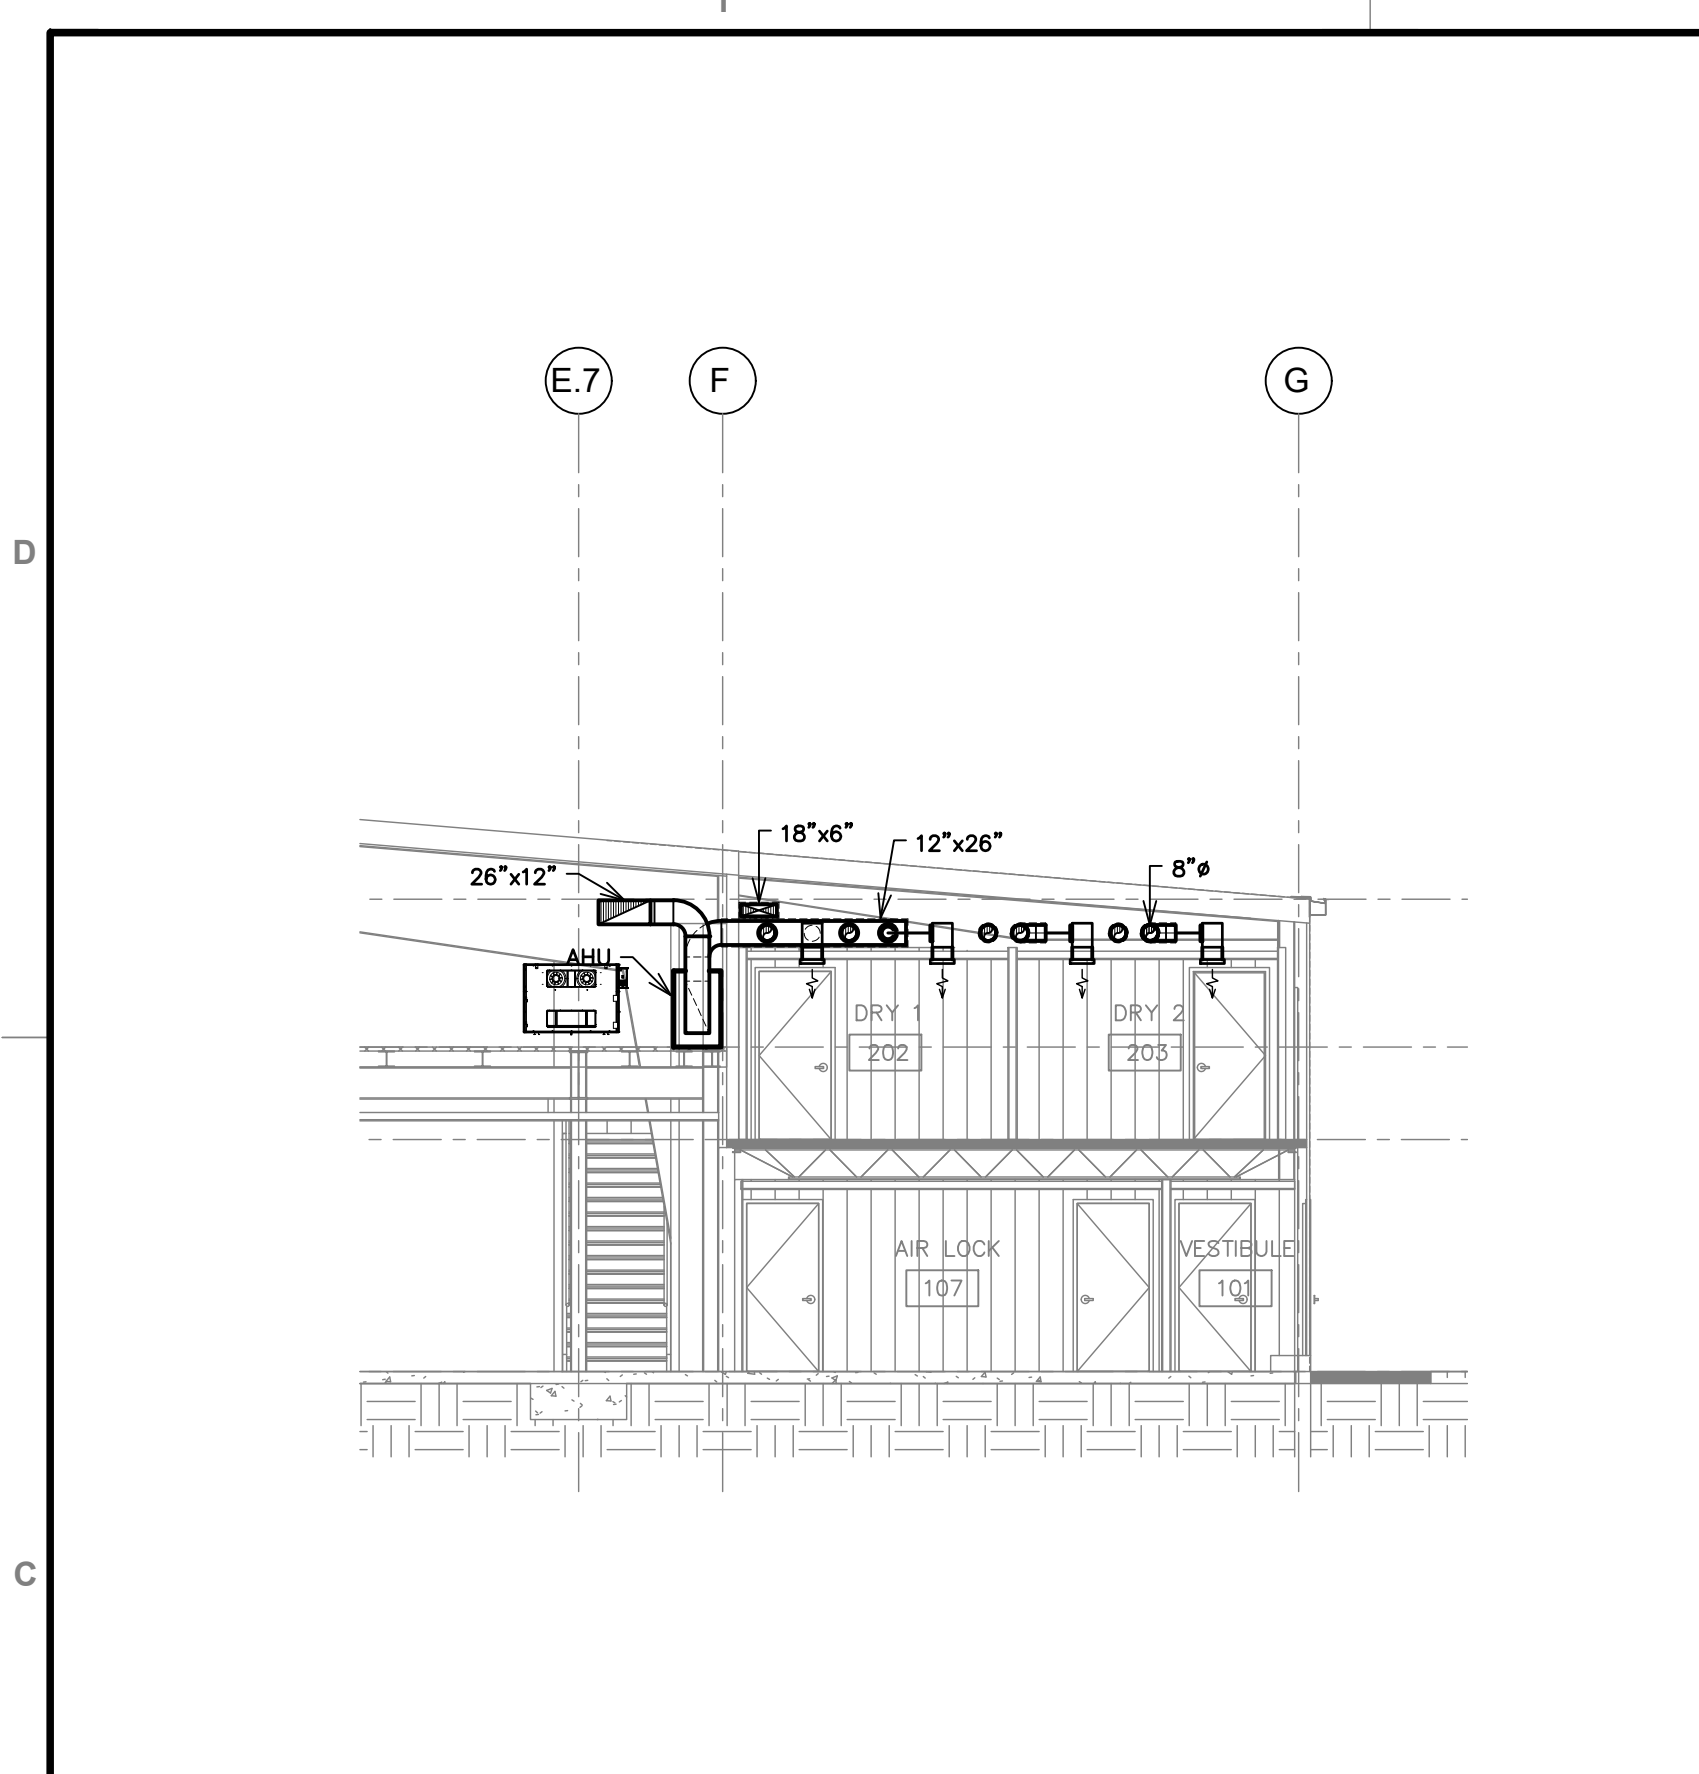 E.7 F G
D
18”x6”
12”x26”
26”x12”
8”ø
AHU
DRY 1
DRY 2
202
203
AIR LOCK
VESTIBULE
107
101
C